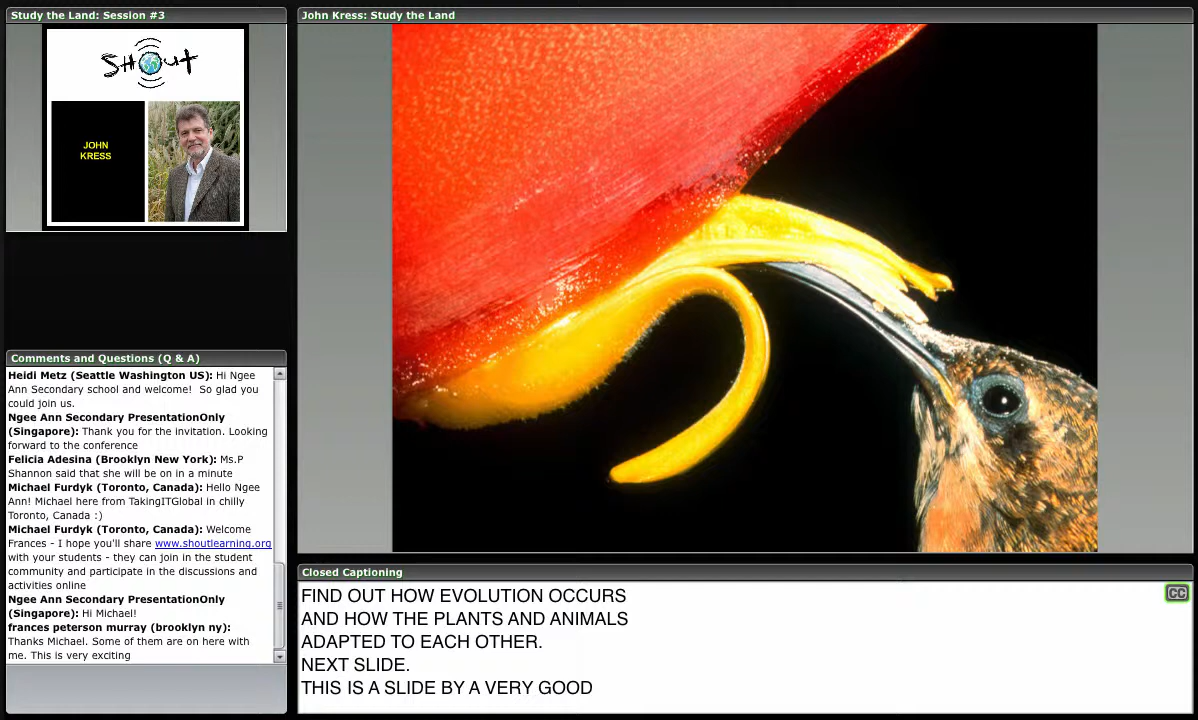 Study the Land: Session #3
SHOUT
JOHN
KRESS
Comments and Questions (Q & A)
Heidi Metz (Seattle Washington US): Hi Ngee
Ann Secondary school and welcome!  So glad you
could join us.
Ngee Ann Secondary PresentationOnly
(Singapore): Thank you for the invitation. Looking
forward to the conference
Felicia Adesina (Brooklyn New York): Ms.P
Shannon said that she will be on in a minute
Michael Furdyk (Toronto, Canada): Hello Ngee
Ann! Michael here from TakingITGlobal in chilly
Toronto, Canada :)
Michael Furdyk (Toronto, Canada): Welcome
Frances - I hope you'll share www.shoutlearning.org
with your students - they can join in the student
community and participate in the discussions and
activities online
Ngee Ann Secondary PresentationOnly
(Singapore): Hi Michael!
frances peterson murray (brooklyn ny):
Thanks Michael. Some of them are on here with
me. This is very exciting
John Kress: Study the Land
Closed Captioning
CC
FIND OUT HOW EVOLUTION OCCURS
AND HOW THE PLANTS AND ANIMALS
ADAPTED TO EACH OTHER.
NEXT SLIDE.
THIS IS A SLIDE BY A VERY GOOD